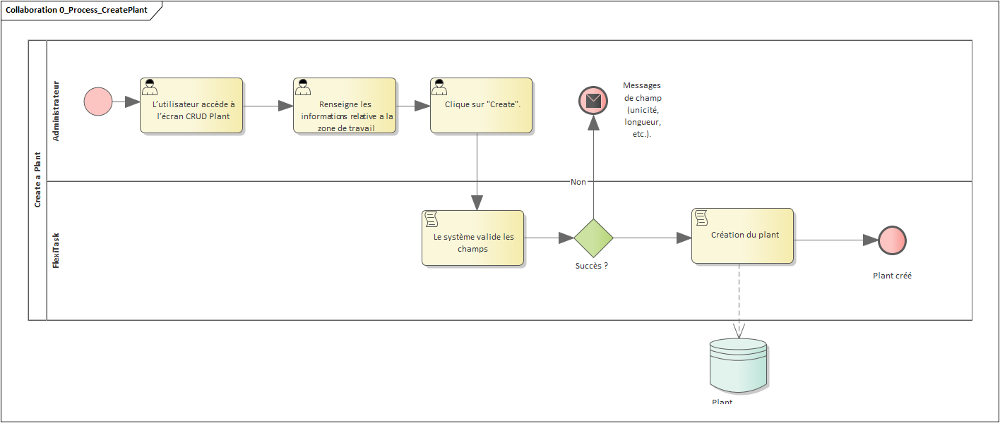 Collaboration 0_Process_CreatePlant
Create a Plant
Administrateur
L'utilisateur accède à
l'écran CRUD Plant
Renseigne les
informations relative a la
zone de travail
Clique sur "Create".
Messages
de champ
(unicité,
longueur,
etc.).
Non
FlexiTask
Le système valide les
champs
Succès ?
Création du plant
Plant créé
Plant